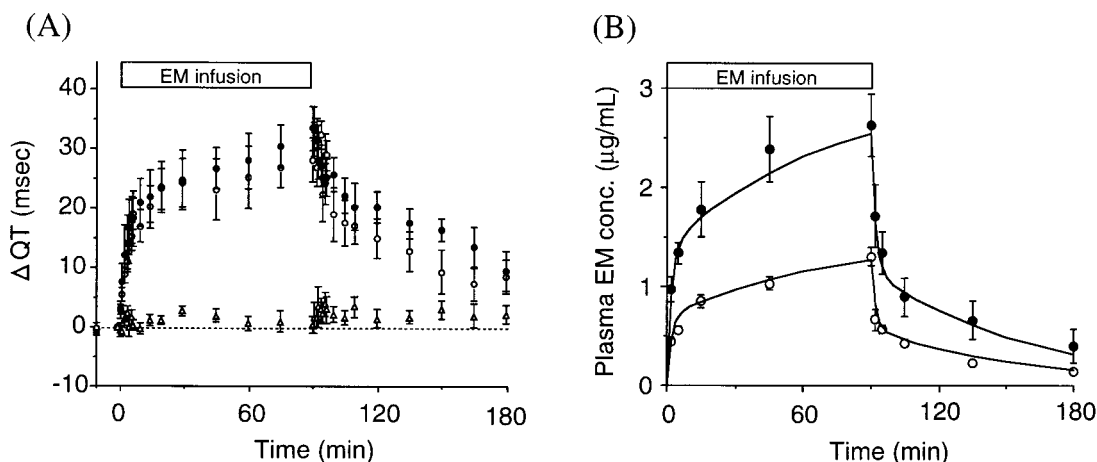 (A)
EM infusion
40
30
20
10
0
-10
ΔQT (msec)
0 60 120 180
Time (min)
(B)
EM infusion
3
2
1
0
Plasma EM conc. (μg/mL)
0 60 120 180
Time (min)